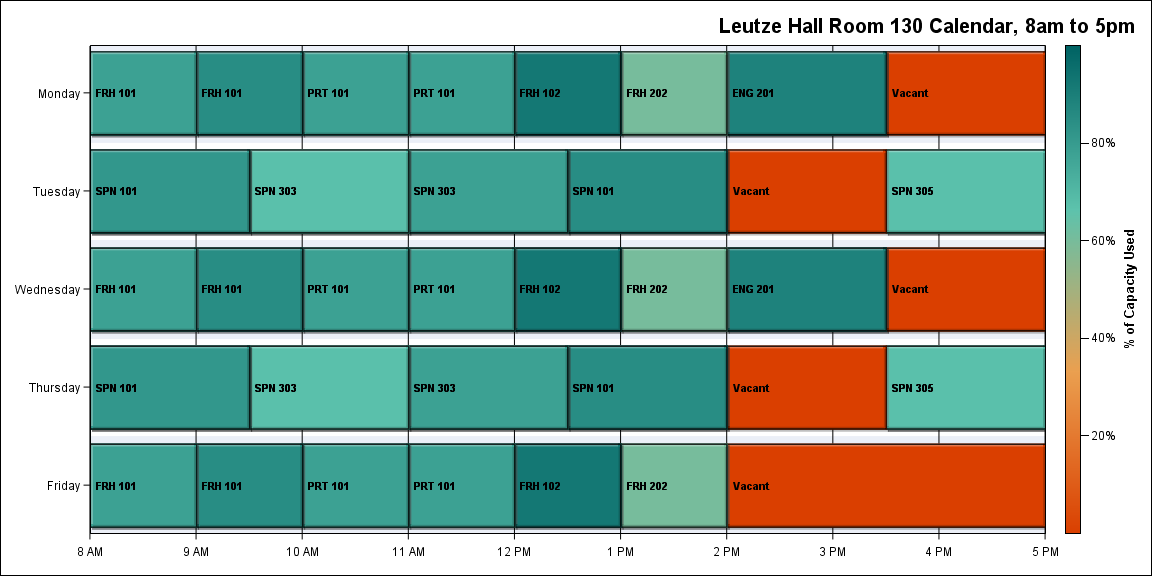 Leutze Hall Room 130 Calendar, 8am to 5pm
Monday FRH 101 FRH 101 PRT 101 PRT 101 FRH 102 FRH 202 ENG 201 Vacant
80%
Tuesday SPN 101 SPN 303 SPN 303 SPN 101 Vacant SPN 305
60%
% of Capacity Used
Wednesday FRH 101 FRH 101 PRT 101 PRT 101 FRH 102 FRH 202 ENG 201 Vacant
40%
Thursday SPN 101 SPN 303 SPN 303 SPN 101 Vacant SPN 305
20%
Friday FRH 101 FRH 101 PRT 101 PRT 101 FRH 102 FRH 202 Vacant
8 AM 9 AM 10 AM 11 AM 12 PM 1 PM 2 PM 3 PM 4 PM 5 PM